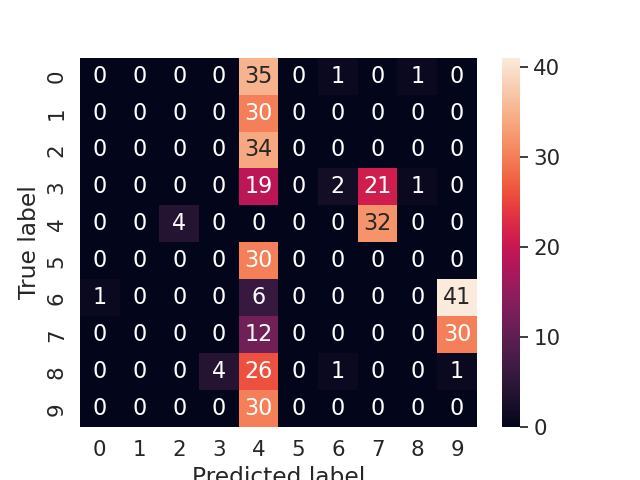 0 0 0 0 0 35 0 1 0 1 0
1 0 0 0 0 30 0 0 0 0 0
2 0 0 0 0 34 0 0 0 0 0
3 0 0 0 0 19 0 2 21 1 0
4 0 0 4 0 0 0 0 32 0 0
5 0 0 0 0 30 0 0 0 0 0
6 1 0 0 0 6 0 0 0 0 41
7 0 0 0 0 12 0 0 0 0 30
8 0 0 0 4 26 0 1 0 0 1
9 0 0 0 0 30 0 0 0 0 0
0 1 2 3 4 5 6 7 8 9
True label
Predicted label
40
30
20
10
0